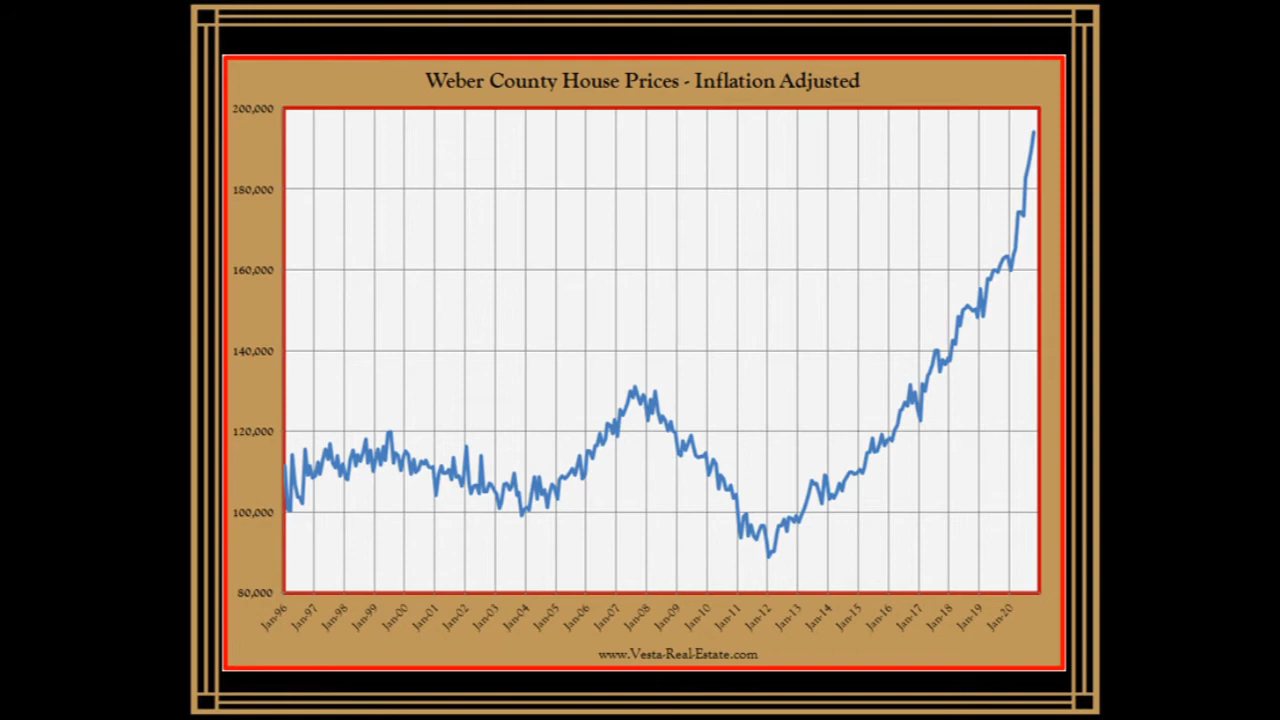 Weber County House Prices - Inflation Adjusted
200,000
180,000
160,000
140,000
120,000
100,000
80,000
Jan-96 Jan-97 Jan-98 Jan-99 Jan-00 Jan-01 Jan-02 Jan-03 Jan-04 Jan-05 Jan-06 Jan-07 Jan-08 Jan-09 Jan-10 Jan-11 Jan-12 Jan-13 Jan-14 Jan-15 Jan-16 Jan-17 Jan-18 Jan-19 Jan-20
www.Vesta-Real-Estate.com